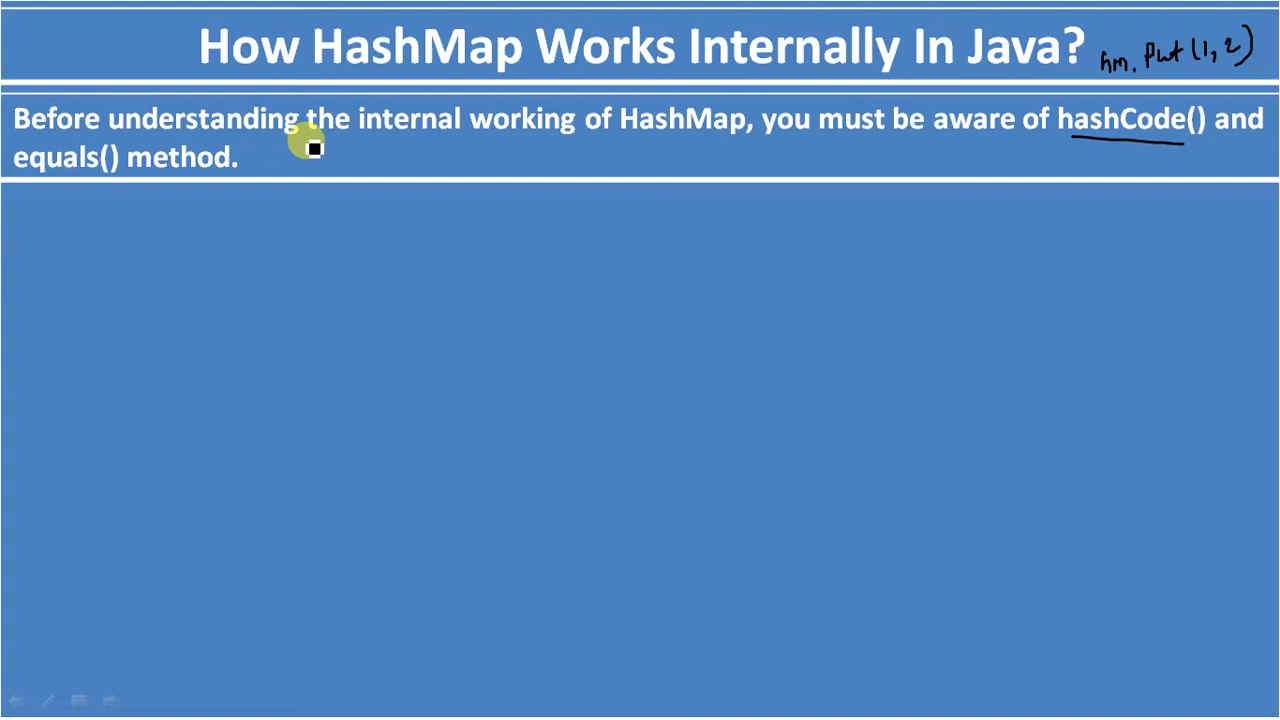 How HashMap Works Internally In Java? hm. Put (1, 2)
Before understanding the internal working of HashMap, you must be aware of hashCode() and
equals() method.